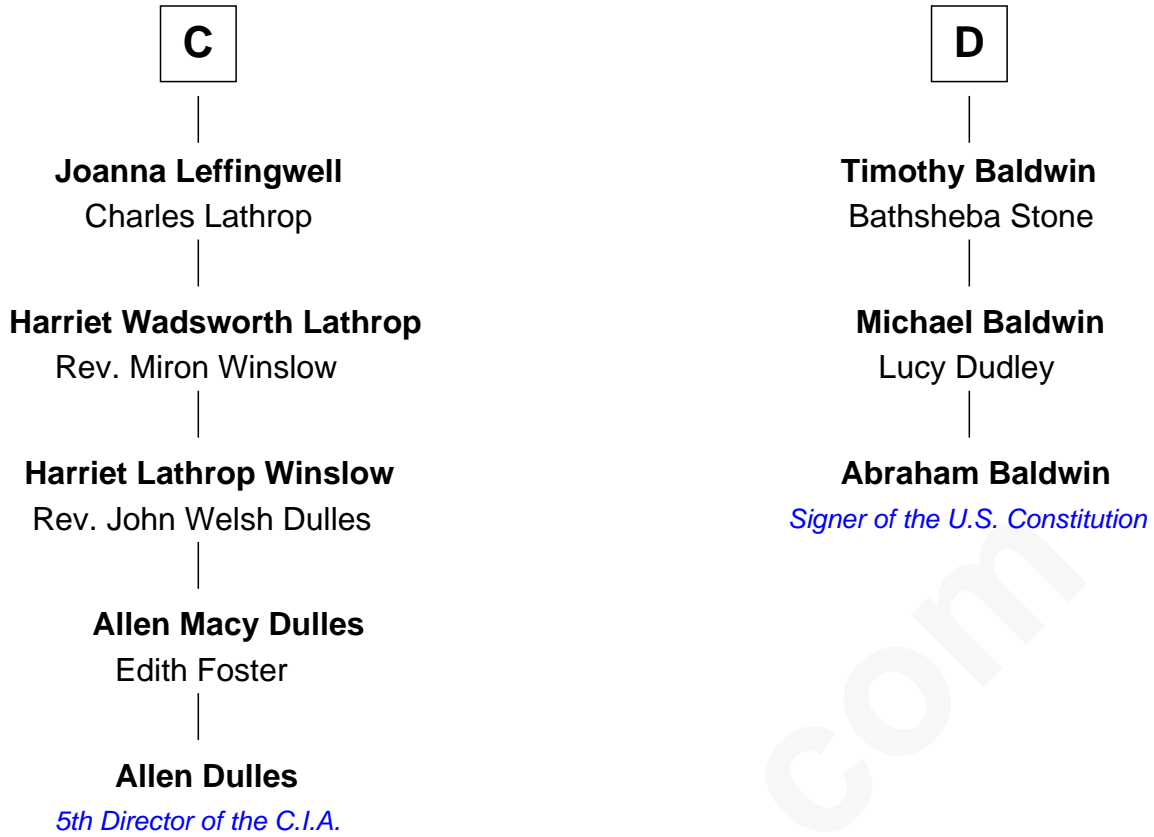 C
Joanna Leffingwell
Charles Lathrop
Harriet Wadsworth Lathrop
Rev. Miron Winslow
Harriet Lathrop Winslow
Rev. John Welsh Dulles
Allen Macy Dulles
Edith Foster
Allen Dulles
5th Director of the C.I.A.
D
Timothy Baldwin
Bathsheba Stone
Michael Baldwin
Lucy Dudley
Abraham Baldwin
Signer of the U.S. Constitution
com